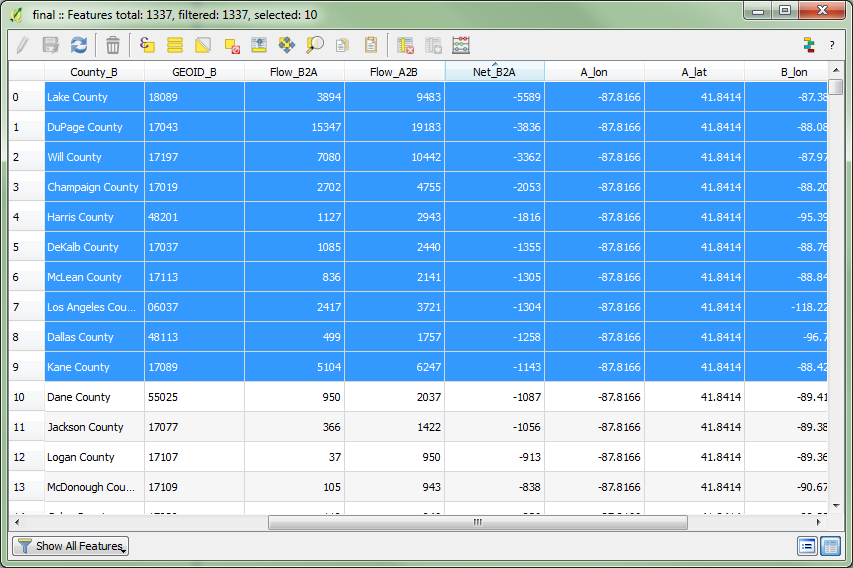 final :: Features total: 1337, filtered: 1337, selected: 10
?
County_B GEOID_B Flow_B2A Flow_A2B Net_B2A A_lon A_lat B_lon
0 Lake County 18089 3894 9483 -5589 -87.8166 41.8414 -87.38
1 DuPage County 17043 15347 19183 -3836 -87.8166 41.8414 -88.08
2 Will County 17197 7080 10442 -3362 -87.8166 41.8414 -87.97
3 Champaign County 17019 2702 4755 -2053 -87.8166 41.8414 -88.20
4 Harris County 48201 1127 2943 -1816 -87.8166 41.8414 -95.39
5 DeKalb County 17037 1085 2440 -1355 -87.8166 41.8414 -88.76
6 McLean County 17113 836 2141 -1305 -87.8166 41.8414 -88.84
7 Los Angeles Cou... 06037 2417 3721 -1304 -87.8166 41.8414 -118.22
8 Dallas County 48113 499 1757 -1258 -87.8166 41.8414 -96.7
9 Kane County 17089 5104 6247 -1143 -87.8166 41.8414 -88.42
10 Dane County 55025 950 2037 -1087 -87.8166 41.8414 -89.41
11 Jackson County 17077 366 1422 -1056 -87.8166 41.8414 -89.38
12 Logan County 17107 37 950 -913 -87.8166 41.8414 -89.36
13 McDonough Cou... 17109 105 943 -838 -87.8166 41.8414 -90.67
Show All Features